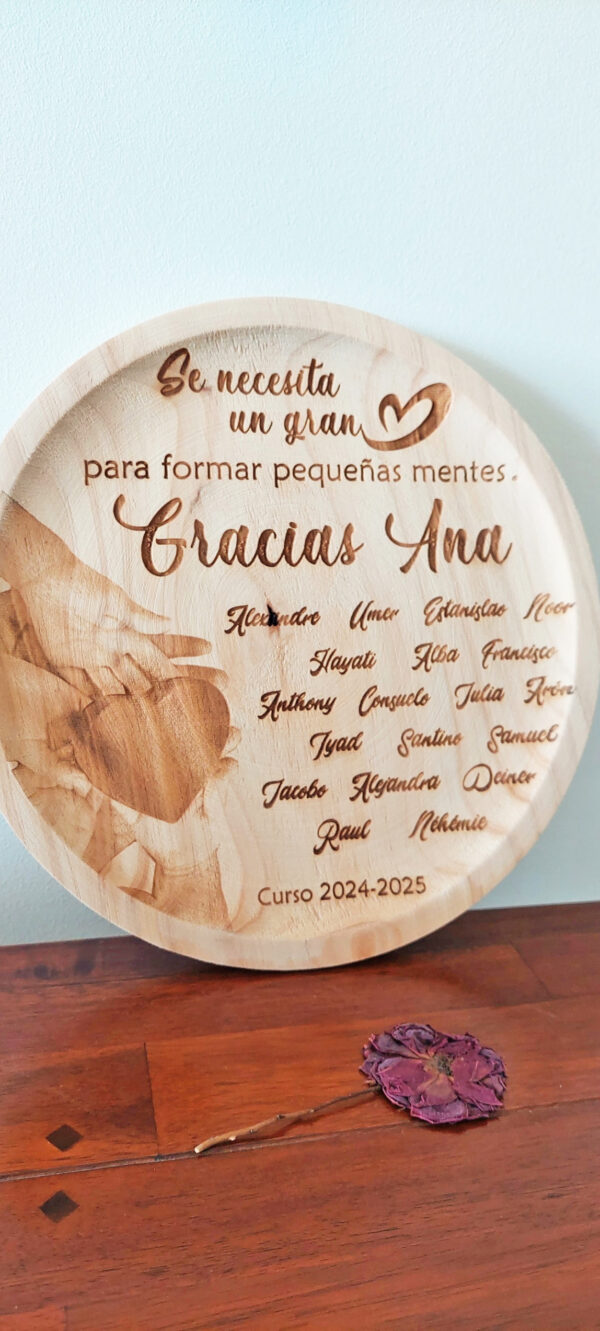 Se necesita
un gran
para formar pequeñas mentes.
Gracias Ana
Alexandre Umer Estanislao Noor
Hayati Alba Francisco
Anthony Consuelo Julia
Iyad Santino Samuel
Jacobo Alejandra Deiner
Raul Néhémie
Curso 2024-2025